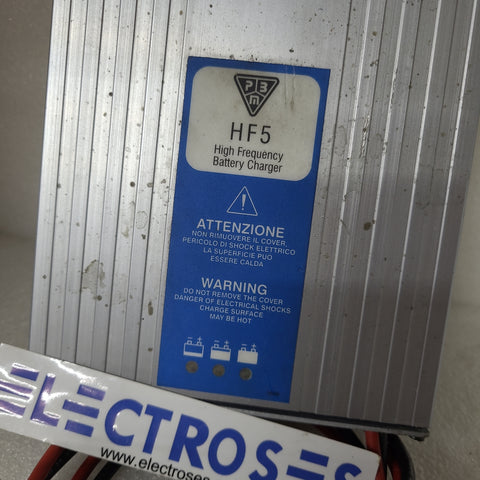 PBM
HF5
High Frequency
Battery Charger
ATTENZIONE
NON RIMUOVERE IL COVER,
PERICOLO DI SHOCK ELETTRICO
LA SUPERFICIE PUO
ESSERE CALDA
WARNING
DO NOT REMOVE THE COVER
DANGER OF ELECTRICAL SHOCKS
CHARGE SURFACE
MAY BE HOT
ELECTROSES
www.electroses